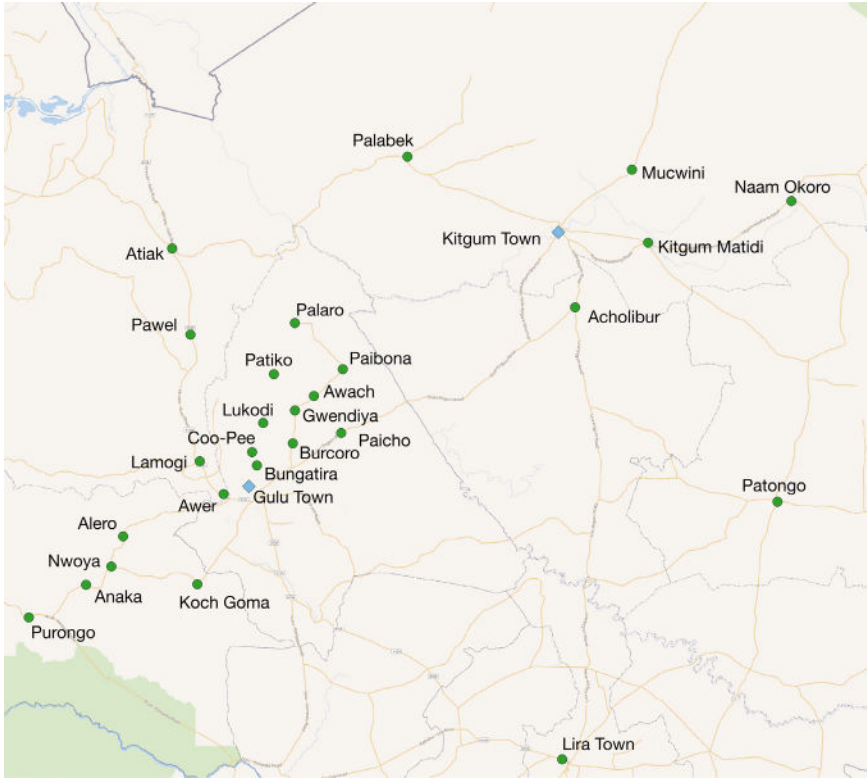 Palabek
Mucwini
Naam Okoro
Kitgum Town
Kitgum Matidi
Atiak
Acholibur
Palaro
Pawel
Paibona
Patiko
Awach
Lukodi
Gwendiya
Coo-Pee
Paicho
Burcoro
Lamogi
Bungatira
Gulu Town
Awer
Patongo
Alero
Nwoya
Anaka
Koch Goma
Purongo
Lira Town